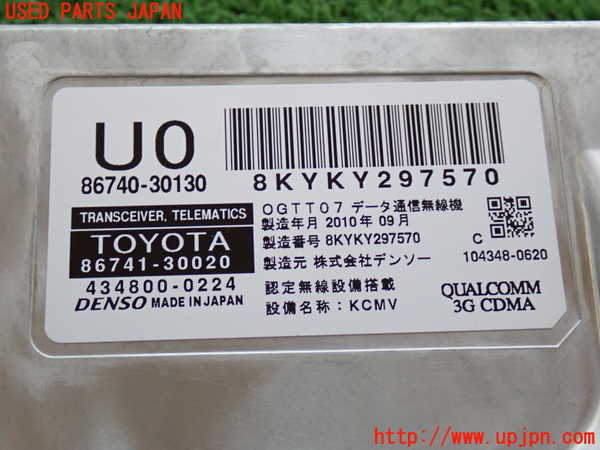 USED PARTS JAPAN
U0
86740-30130
8KYKY297570
TRANSCEIVER, TELEMATICS
TOYOTA
86741-30020
434800-0224
DENSO MADE IN JAPAN
OGTT07 データ通信無線機
製造年月 2010年09月
製造番号 8KYKY297570
製造元 株式会社デンソー
認定無線設備搭載
設備名称：KCMV
C
104348-0620
QUALCOMM
3G CDMA
http://www.upjpn.com/